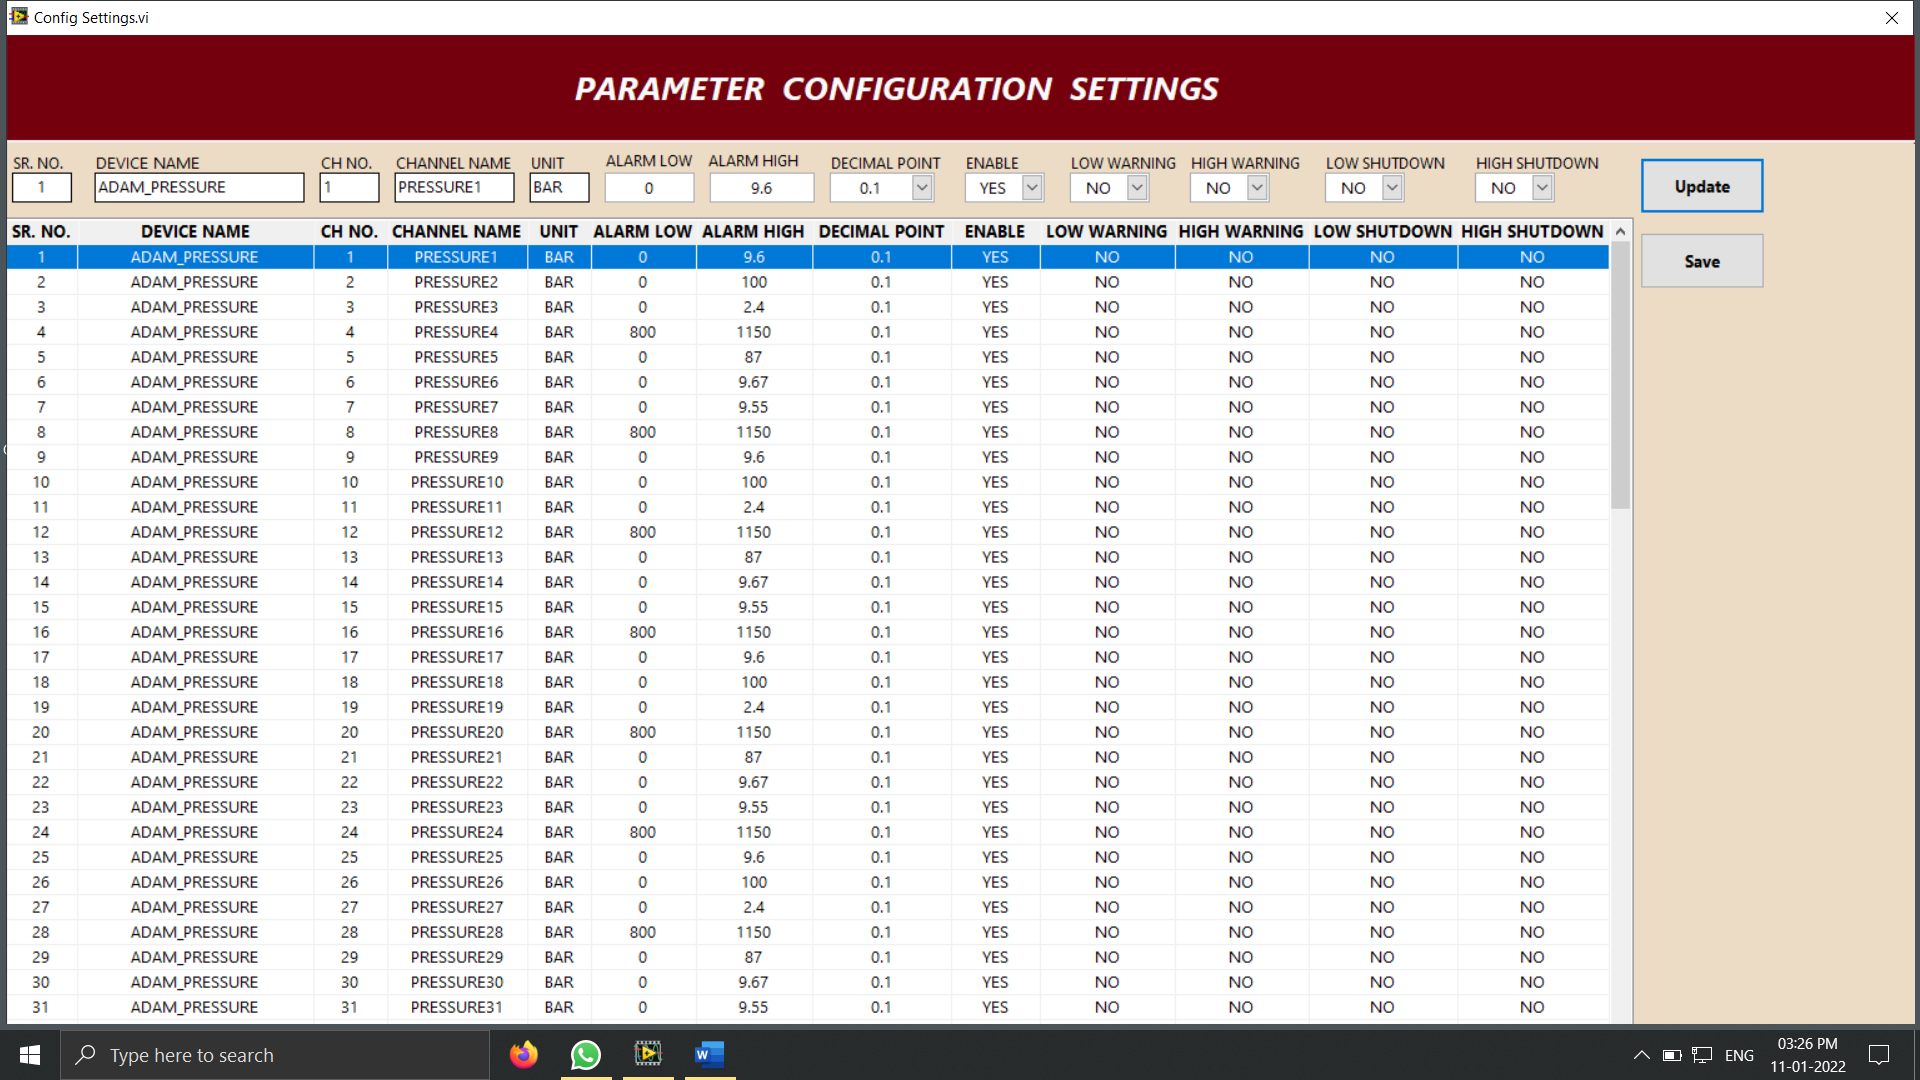 Config Settings.vi
PARAMETER CONFIGURATION SETTINGS
SR. NO. DEVICE NAME CH NO. CHANNEL NAME UNIT ALARM LOW ALARM HIGH DECIMAL POINT ENABLE LOW WARNING HIGH WARNING LOW SHUTDOWN HIGH SHUTDOWN
1 ADAM_PRESSURE 1 PRESSURE1 BAR 0 9.6 0.1 YES NO NO NO NO Update
SR. NO. DEVICE NAME CH NO. CHANNEL NAME UNIT ALARM LOW ALARM HIGH DECIMAL POINT ENABLE LOW WARNING HIGH WARNING LOW SHUTDOWN HIGH SHUTDOWN
1 ADAM_PRESSURE 1 PRESSURE1 BAR 0 9.6 0.1 YES NO NO NO NO
Save
2 ADAM_PRESSURE 2 PRESSURE2 BAR 0 100 0.1 YES NO NO NO NO
3 ADAM_PRESSURE 3 PRESSURE3 BAR 0 2.4 0.1 YES NO NO NO NO
4 ADAM_PRESSURE 4 PRESSURE4 BAR 800 1150 0.1 YES NO NO NO NO
5 ADAM_PRESSURE 5 PRESSURE5 BAR 0 87 0.1 YES NO NO NO NO
6 ADAM_PRESSURE 6 PRESSURE6 BAR 0 9.67 0.1 YES NO NO NO NO
7 ADAM_PRESSURE 7 PRESSURE7 BAR 0 9.55 0.1 YES NO NO NO NO
8 ADAM_PRESSURE 8 PRESSURE8 BAR 800 1150 0.1 YES NO NO NO NO
9 ADAM_PRESSURE 9 PRESSURE9 BAR 0 9.6 0.1 YES NO NO NO NO
10 ADAM_PRESSURE 10 PRESSURE10 BAR 0 100 0.1 YES NO NO NO NO
11 ADAM_PRESSURE 11 PRESSURE11 BAR 0 2.4 0.1 YES NO NO NO NO
12 ADAM_PRESSURE 12 PRESSURE12 BAR 800 1150 0.1 YES NO NO NO NO
13 ADAM_PRESSURE 13 PRESSURE13 BAR 0 87 0.1 YES NO NO NO NO
14 ADAM_PRESSURE 14 PRESSURE14 BAR 0 9.67 0.1 YES NO NO NO NO
15 ADAM_PRESSURE 15 PRESSURE15 BAR 0 9.55 0.1 YES NO NO NO NO
16 ADAM_PRESSURE 16 PRESSURE16 BAR 800 1150 0.1 YES NO NO NO NO
17 ADAM_PRESSURE 17 PRESSURE17 BAR 0 9.6 0.1 YES NO NO NO NO
18 ADAM_PRESSURE 18 PRESSURE18 BAR 0 100 0.1 YES NO NO NO NO
19 ADAM_PRESSURE 19 PRESSURE19 BAR 0 2.4 0.1 YES NO NO NO NO
20 ADAM_PRESSURE 20 PRESSURE20 BAR 800 1150 0.1 YES NO NO NO NO
21 ADAM_PRESSURE 21 PRESSURE21 BAR 0 87 0.1 YES NO NO NO NO
22 ADAM_PRESSURE 22 PRESSURE22 BAR 0 9.67 0.1 YES NO NO NO NO
23 ADAM_PRESSURE 23 PRESSURE23 BAR 0 9.55 0.1 YES NO NO NO NO
24 ADAM_PRESSURE 24 PRESSURE24 BAR 800 1150 0.1 YES NO NO NO NO
25 ADAM_PRESSURE 25 PRESSURE25 BAR 0 9.6 0.1 YES NO NO NO NO
26 ADAM_PRESSURE 26 PRESSURE26 BAR 0 100 0.1 YES NO NO NO NO
27 ADAM_PRESSURE 27 PRESSURE27 BAR 0 2.4 0.1 YES NO NO NO NO
28 ADAM_PRESSURE 28 PRESSURE28 BAR 800 1150 0.1 YES NO NO NO NO
29 ADAM_PRESSURE 29 PRESSURE29 BAR 0 87 0.1 YES NO NO NO NO
30 ADAM_PRESSURE 30 PRESSURE30 BAR 0 9.67 0.1 YES NO NO NO NO
31 ADAM_PRESSURE 31 PRESSURE31 BAR 0 9.55 0.1 YES NO NO NO NO
Type here to search
ENG
03:26 PM
11-01-2022